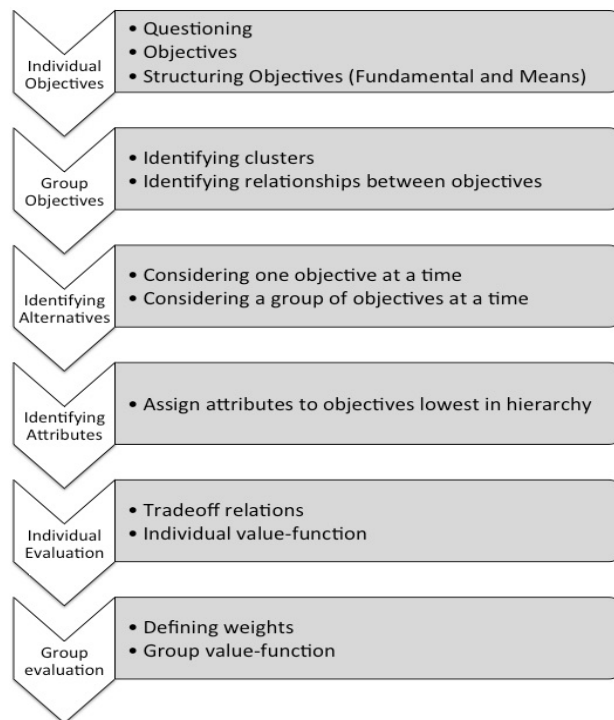 Individual
Objectives
• Questioning
• Objectives
• Structuring Objectives (Fundamental and Means)
Group
Objectives
• Identifying clusters
• Identifying relationships between objectives
Identifying
Alternatives
• Considering one objective at a time
• Considering a group of objectives at a time
Identifying
Attributes
• Assign attributes to objectives lowest in hierarchy
Individual
Evaluation
• Tradeoff relations
• Individual value-function
Group
evaluation
• Defining weights
• Group value-function